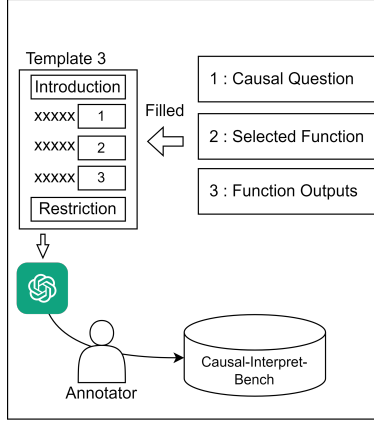 Template 3
Introduction
xxxxx 1
xxxxx 2
xxxxx 3
Restriction
Filled
1 : Causal Question
2 : Selected Function
3 : Function Outputs
Annotator
Causal-Interpret-
Bench